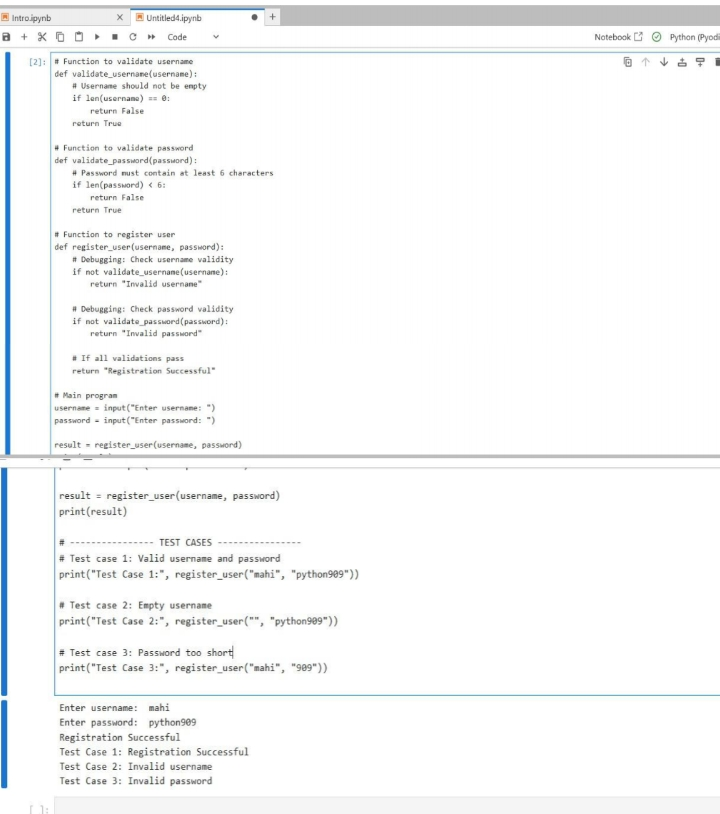 Intro.ipynb × Untitled4.ipynb ● +
Code Notebook Python (Pyodi
[2]: # Function to validate username
def validate_username(username):
    # Username should not be empty
    if len(username) == 0:
        return False
    return True

# Function to validate password
def validate_password(password):
    # Password must contain at least 6 characters
    if len(password) < 6:
        return False
    return True

# Function to register user
def register_user(username, password):
    # Debugging: Check username validity
    if not validate_username(username):
        return "Invalid username"

    # Debugging: Check password validity
    if not validate_password(password):
        return "Invalid password"

    # If all validations pass
    return "Registration Successful"

# Main program
username = input("Enter username: ")
password = input("Enter password: ")

result = register_user(username, password)
result = register_user(username, password)
print(result)

# ---------------- TEST CASES ----------------
# Test case 1: Valid username and password
print("Test Case 1:", register_user("mahi", "python909"))

# Test case 2: Empty username
print("Test Case 2:", register_user("", "python909"))

# Test case 3: Password too short
print("Test Case 3:", register_user("mahi", "909"))

Enter username:  mahi
Enter password:  python909
Registration Successful
Test Case 1: Registration Successful
Test Case 2: Invalid username
Test Case 3: Invalid password
[ ]: